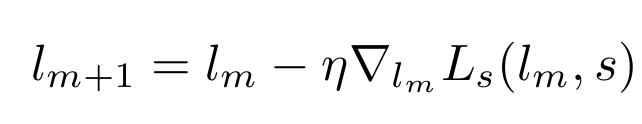 $l_{m+1} = l_m - \eta \nabla_{l_m} L_s(l_m, s)$